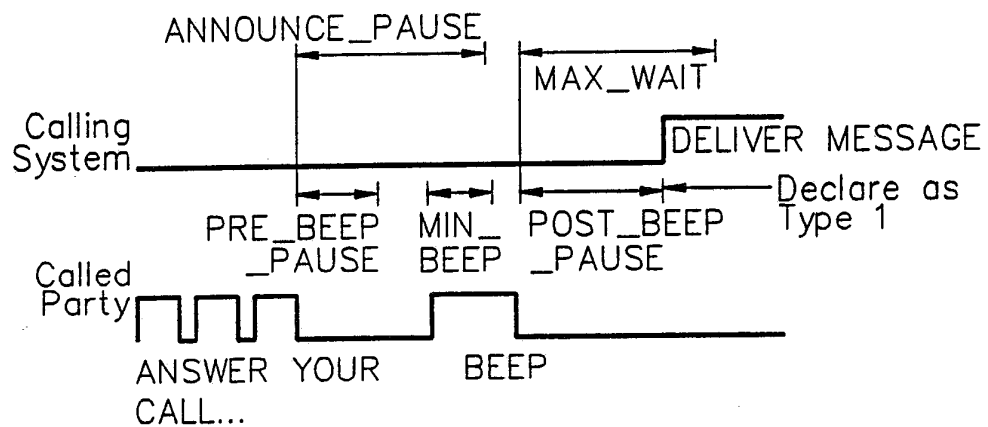 ANNOUNCE_PAUSE
MAX_WAIT
Calling
System
DELIVER MESSAGE
PRE_BEEP
_PAUSE
MIN_
BEEP
POST_BEEP
_PAUSE
Declare as
Type 1
Called
Party
ANSWER YOUR
CALL...
BEEP